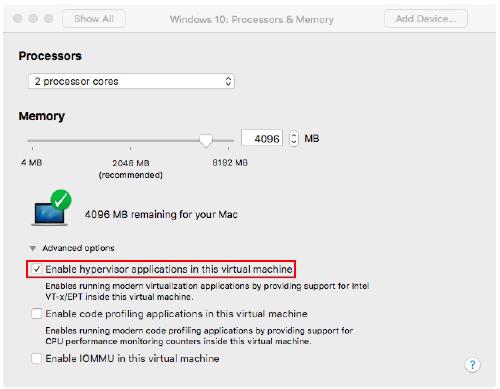 Show All Windows 10: Processors & Memory Add Device...
Processors
2 processor cores
Memory
4096 MB
4 MB 2048 MB 8192 MB
(recommended)
4096 MB remaining for your Mac
Advanced options
Enable hypervisor applications in this virtual machine
Enables running modern virtualization applications by providing support for Intel
VT-x/EPT inside this virtual machine.
Enable code profiling applications in this virtual machine
Enables running modern code profiling applications by providing support for
CPU performance monitoring counters inside this virtual machine.
Enable IOMMU in this virtual machine
?